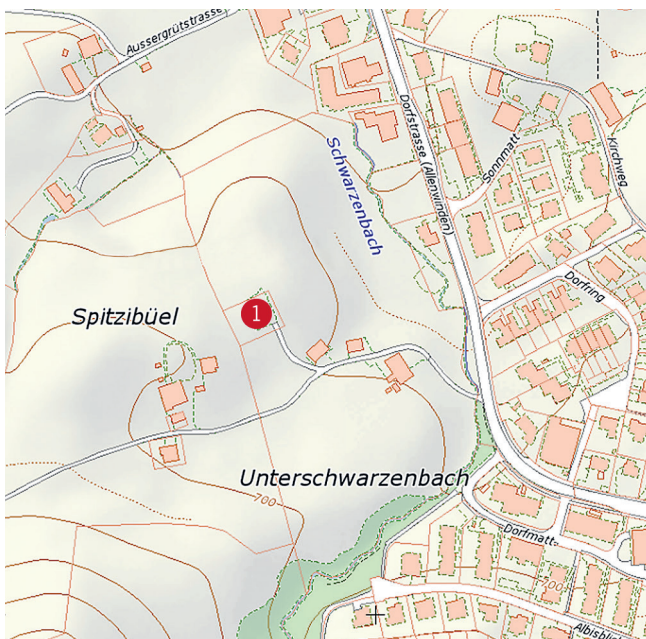 Aussergrütstrasse
Dorfstrasse (Allenwinden)
Schwarzenbach
Sonnmatt
Kirchweg
Dorfring
1
Spitzibüel
Unterschwarzenbach
700
Dorfmatt
700